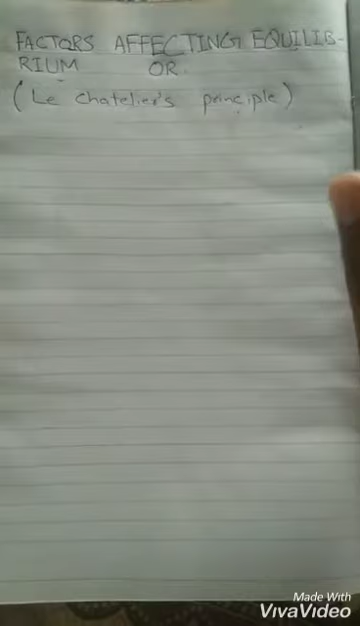 FACTORS AFFECTING EQUILIB-
RIUM OR
(Le chatelier's principle)
Made With
VivaVideo